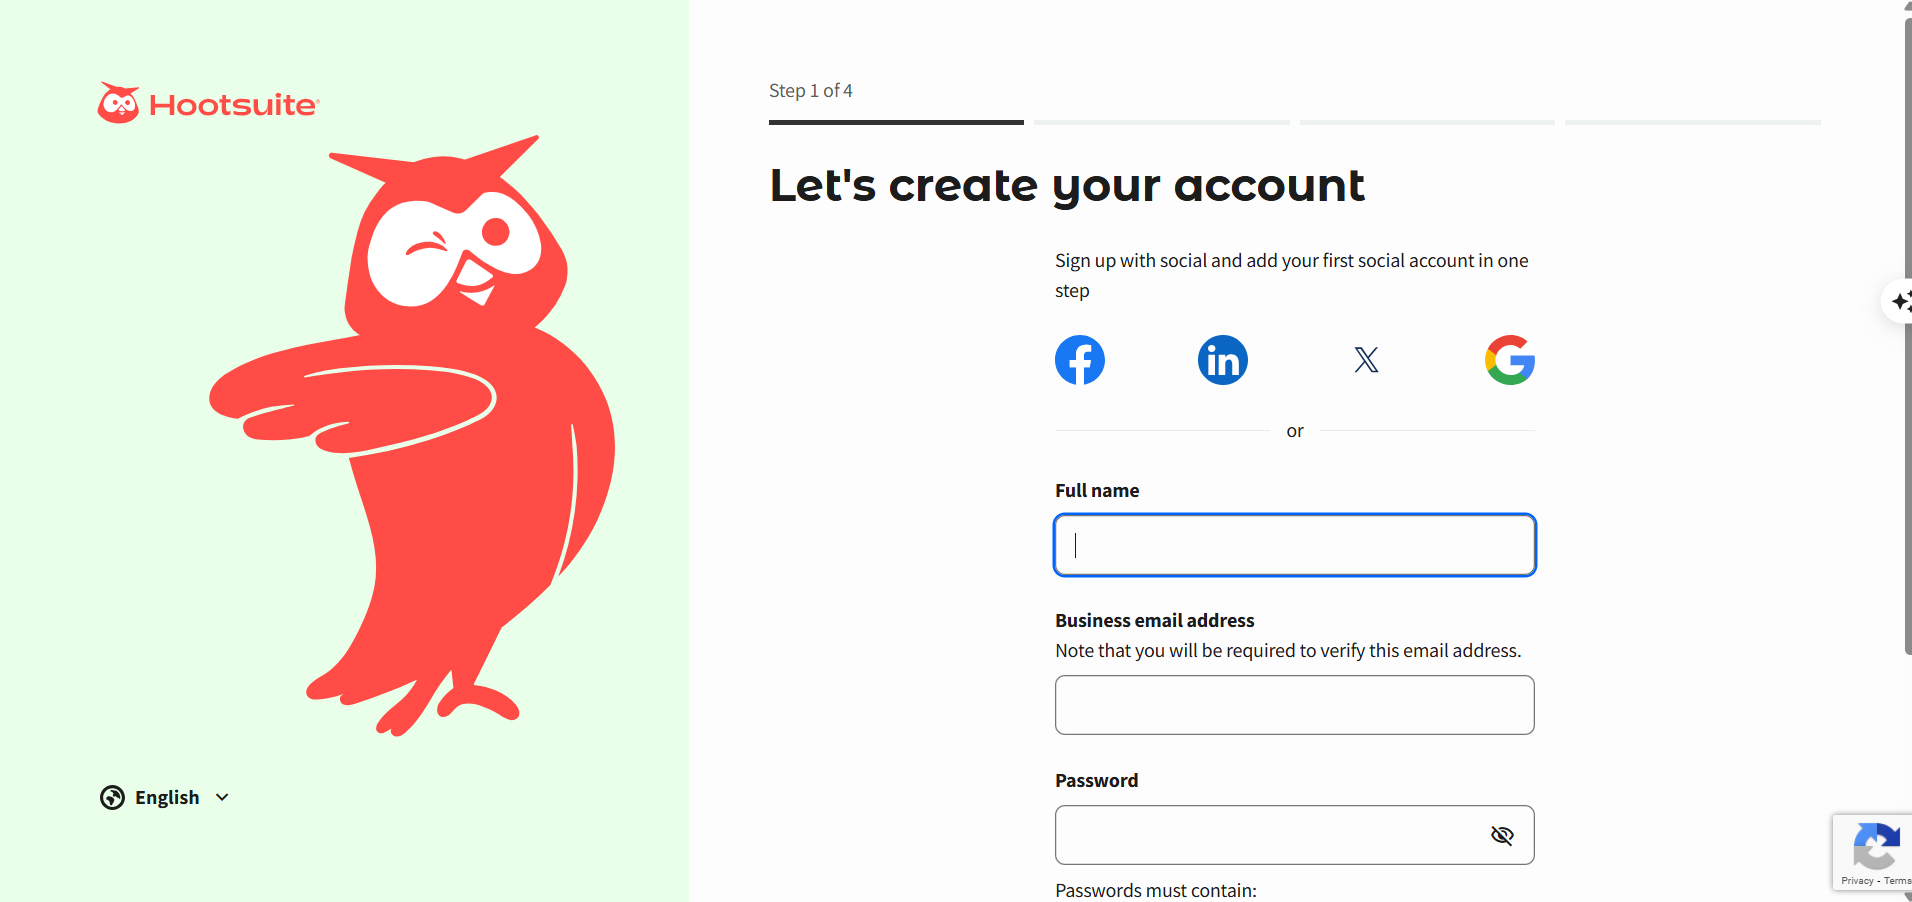 Hootsuite
English
Step 1 of 4
Let's create your account
Sign up with social and add your first social account in one
step
or
Full name
Business email address
Note that you will be required to verify this email address.
Password
Passwords must contain:
Privacy - Terms